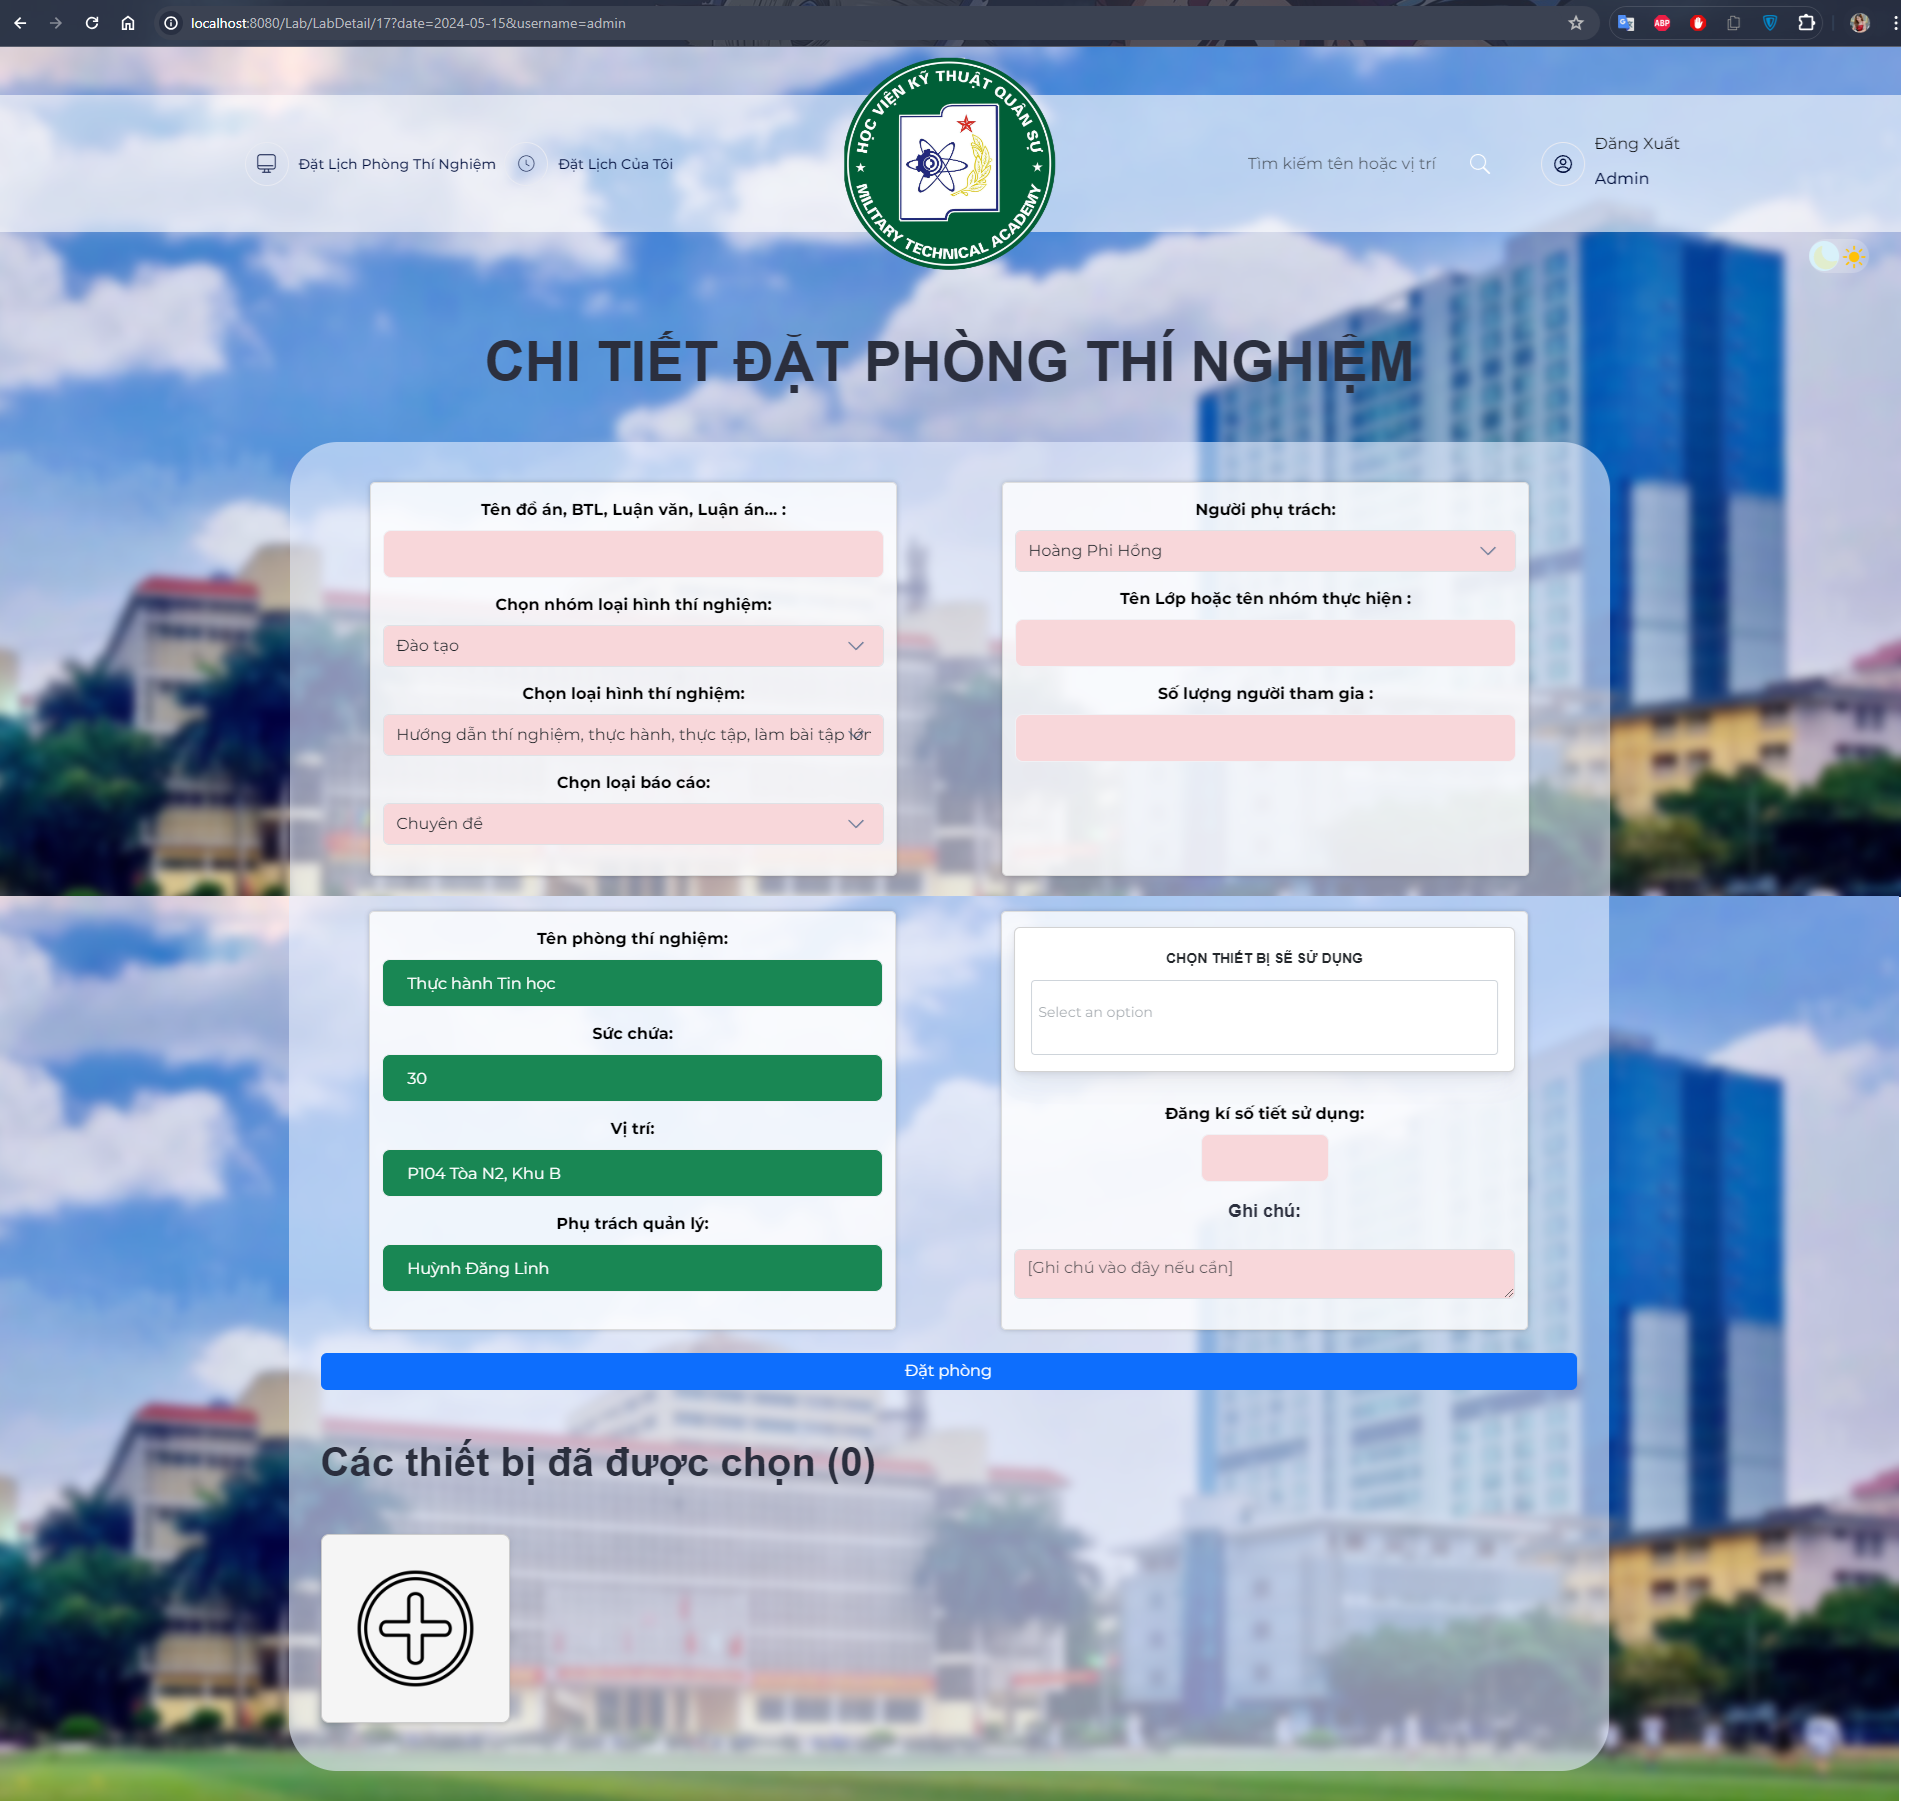 localhost:8080/Lab/LabDetail/17?date=2024-05-15&username=admin
ABP
HỌC VIỆN KỸ THUẬT QUÂN SỰ
MILITARY TECHNICAL ACADEMY
Đặt Lịch Phòng Thí Nghiệm
Đặt Lịch Của Tôi
Tìm kiếm tên hoặc vị trí
Đăng Xuất
Admin
CHI TIẾT ĐẶT PHÒNG THÍ NGHIỆM
Tên đồ án, BTL, Luận văn, Luận án... :
Chọn nhóm loại hình thí nghiệm:
Đào tạo
Chọn loại hình thí nghiệm:
Hướng dẫn thí nghiệm, thực hành, thực tập, làm bài tập lớn
Chọn loại báo cáo:
Chuyên đề
Người phụ trách:
Hoàng Phi Hồng
Tên Lớp hoặc tên nhóm thực hiện :
Số lượng người tham gia :
Tên phòng thí nghiệm:
Thực hành Tin học
Sức chứa:
30
Vị trí:
P104 Tòa N2, Khu B
Phụ trách quản lý:
Huỳnh Đăng Linh
CHỌN THIẾT BỊ SẼ SỬ DỤNG
Select an option
Đăng kí số tiết sử dụng:
Ghi chú:
[Ghi chú vào đây nếu cần]
Đặt phòng
Các thiết bị đã được chọn (0)